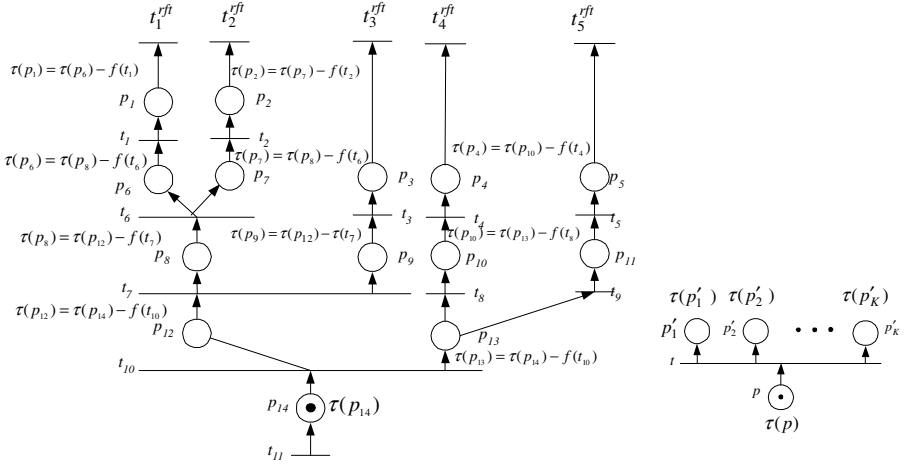 t_1^{rft} t_2^{rft} t_3^{rft} t_4^{rft} t_5^{rft}
τ(p_1) = τ(p_6) − f(t_1)
τ(p_2) = τ(p_7) − f(t_2)
p_1 p_2
t_1 t_2
τ(p_6) = τ(p_8) − f(t_6)
τ(p_7) = τ(p_8) − f(t_6)
τ(p_4) = τ(p_10) − f(t_4)
p_6 p_7 p_3 p_4 p_5
t_6 t_3 t_4 t_5
τ(p_8) = τ(p_12) − f(t_7)
τ(p_9) = τ(p_12) − τ(t_7)
τ(p_10) = τ(p_13) − f(t_8)
p_8 p_9 p_10 p_11
t_7 t_8 t_9
τ(p_12) = τ(p_14) − f(t_10)
p_12 p_13
τ(p_13) = τ(p_14) − f(t_10)
t_10
p_14 τ(p_14)
t_11
τ(p′_1) τ(p′_2) τ(p′_K)
p′_1 p′_2 • • • p′_K
t
p
τ(p)